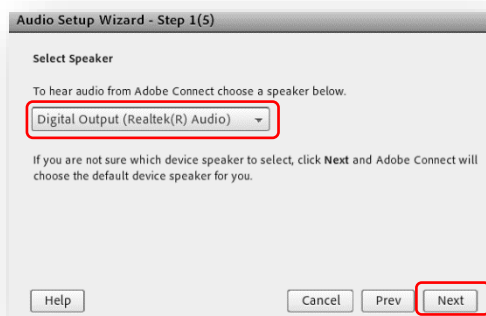 Audio Setup Wizard - Step 1(5)
Select Speaker
To hear audio from Adobe Connect choose a speaker below.
Digital Output (Realtek(R) Audio)
If you are not sure which device speaker to select, click Next and Adobe Connect will
choose the default device speaker for you.
Help Cancel Prev Next